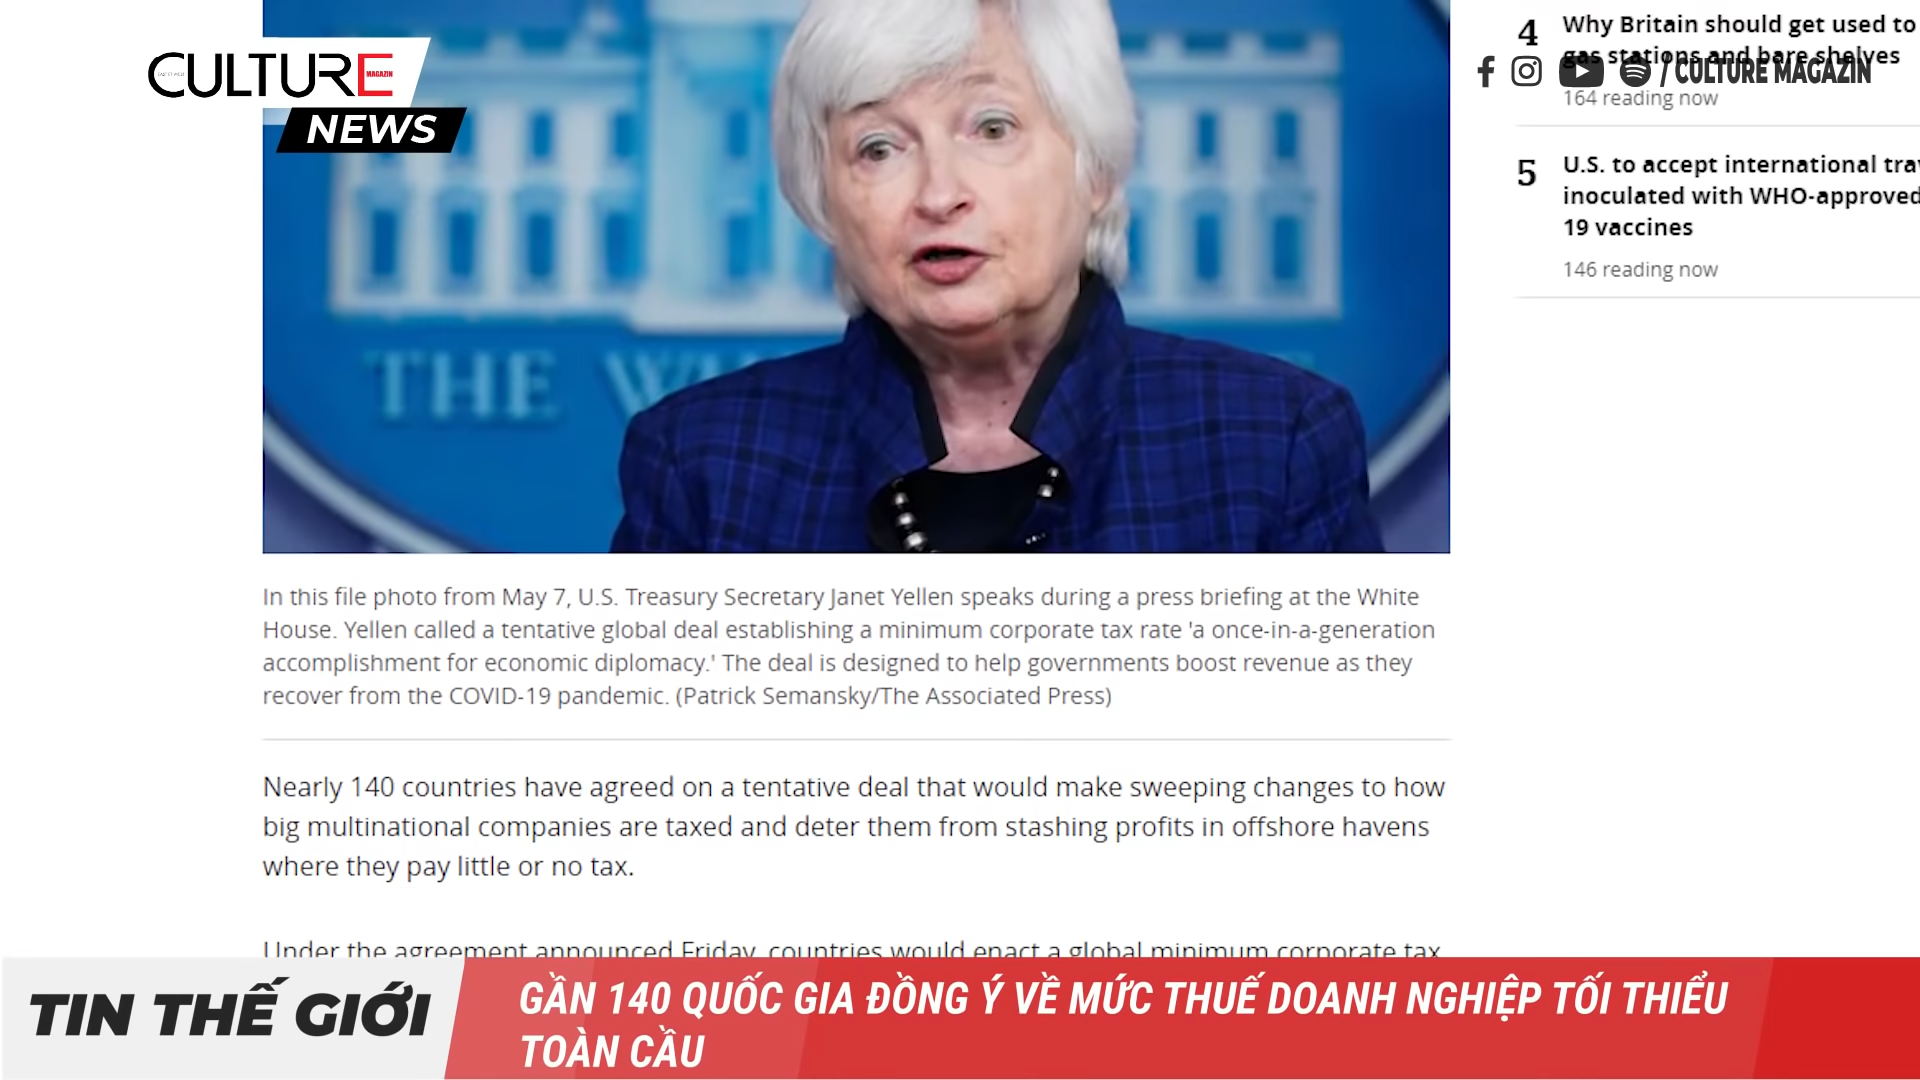 CULTURE
MAGAZIN
NEWS
THE W
4
Why Britain should get used to
gas stations and bare shelves
/ CULTURE MAGAZIN
164 reading now
5
U.S. to accept international tra
inoculated with WHO-approved
19 vaccines
146 reading now
In this file photo from May 7, U.S. Treasury Secretary Janet Yellen speaks during a press briefing at the White
House. Yellen called a tentative global deal establishing a minimum corporate tax rate 'a once-in-a-generation
accomplishment for economic diplomacy.' The deal is designed to help governments boost revenue as they
recover from the COVID-19 pandemic. (Patrick Semansky/The Associated Press)
Nearly 140 countries have agreed on a tentative deal that would make sweeping changes to how
big multinational companies are taxed and deter them from stashing profits in offshore havens
where they pay little or no tax.
Under the agreement announced Friday, countries would enact a global minimum corporate tax
TIN THẾ GIỚI
GẦN 140 QUỐC GIA ĐỒNG Ý VỀ MỨC THUẾ DOANH NGHIỆP TỐI THIỂU
TOÀN CẦU